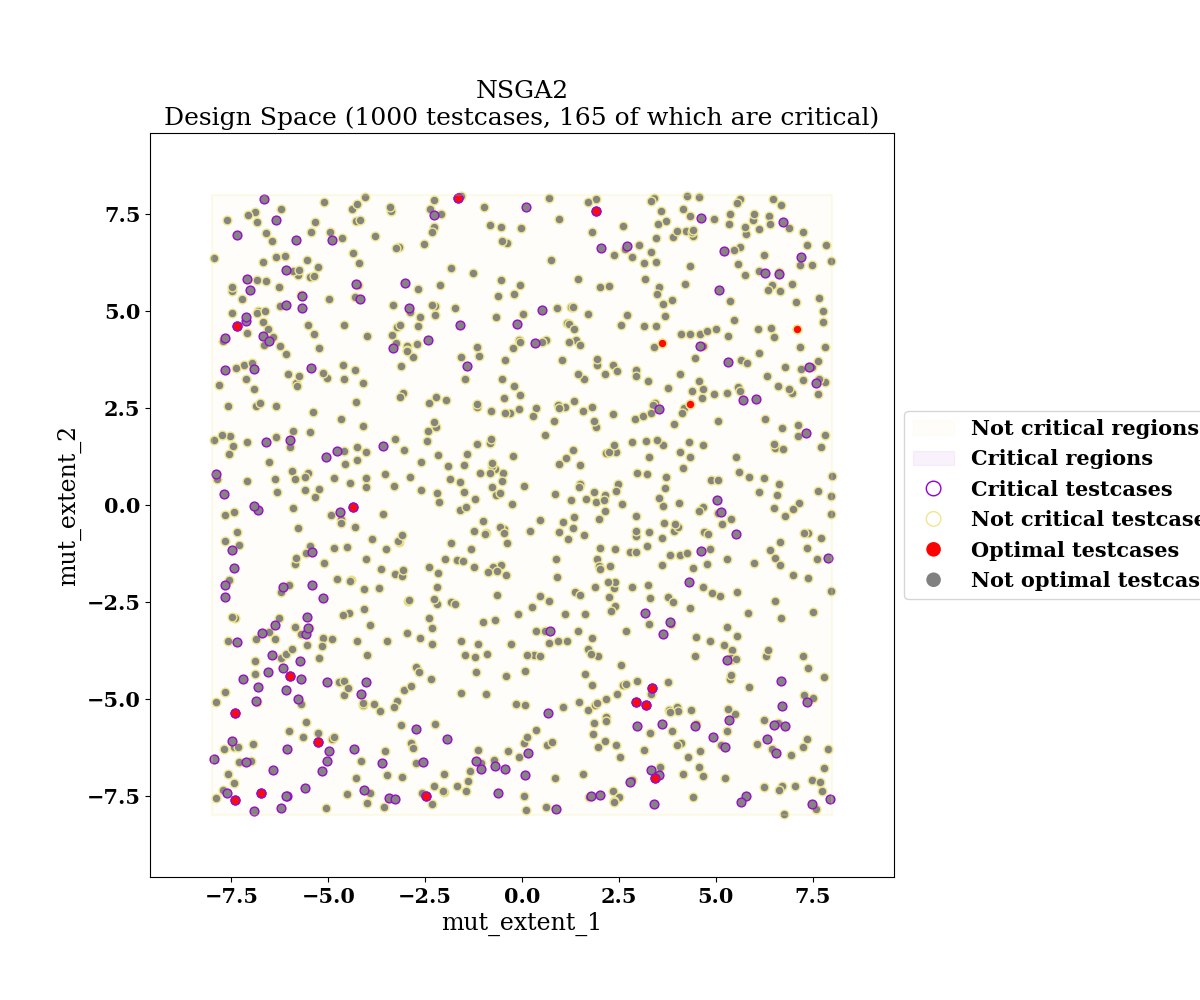 NSGA2
Design Space (1000 testcases, 165 of which are critical)
mut_extent_2
7.5
5.0
2.5
0.0
−2.5
−5.0
−7.5
−7.5 −5.0 −2.5 0.0 2.5 5.0 7.5
mut_extent_1
Not critical regions
Critical regions
Critical testcases
Not critical testcase
Optimal testcases
Not optimal testcas